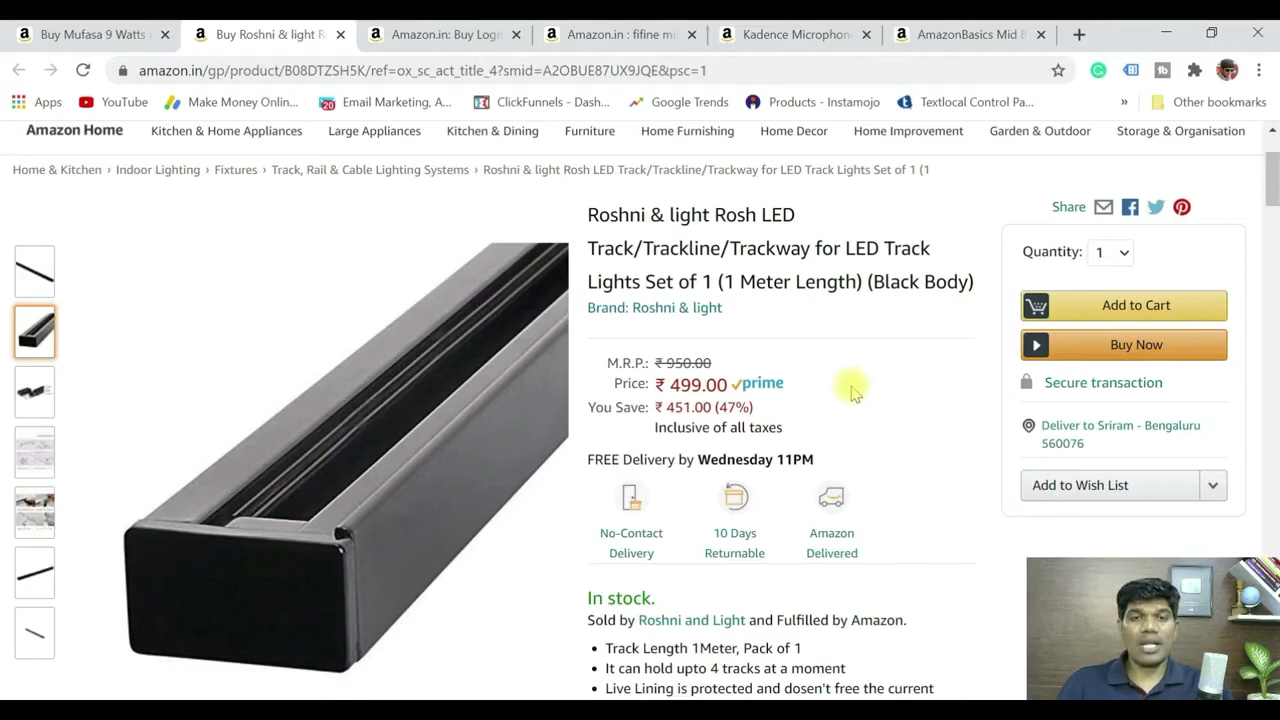 Buy Mufasa 9 Watts
Buy Roshni & light R
Amazon.in: Buy Logi
Amazon.in : fifine mi
Kadence Microphon
AmazonBasics Mid B
amazon.in/gp/product/B08DTZSH5K/ref=ox_sc_act_title_4?smid=A2OBUE87UX9JQE&psc=1
Apps YouTube Make Money Online... Email Marketing, A... ClickFunnels - Dash... Google Trends Products - Instamojo Textlocal Control Pa... » Other bookmarks
Amazon Home Kitchen & Home Appliances Large Appliances Kitchen & Dining Furniture Home Furnishing Home Decor Home Improvement Garden & Outdoor Storage & Organisation
Home & Kitchen › Indoor Lighting › Fixtures › Track, Rail & Cable Lighting Systems › Roshni & light Rosh LED Track/Trackline/Trackway for LED Track Lights Set of 1 (1
Roshni & light Rosh LED
Track/Trackline/Trackway for LED Track
Lights Set of 1 (1 Meter Length) (Black Body)
Brand: Roshni & light
M.R.P.: ₹ 950.00
Price: ₹ 499.00 prime
You Save: ₹ 451.00 (47%)
Inclusive of all taxes
FREE Delivery by Wednesday 11PM
No-Contact
Delivery
10 Days
Returnable
Amazon
Delivered
In stock.
Sold by Roshni and Light and Fulfilled by Amazon.
• Track Length 1Meter, Pack of 1
• It can hold upto 4 tracks at a moment
• Live Lining is protected and dosen't free the current
Share
Quantity: 1
Add to Cart
Buy Now
Secure transaction
Deliver to Sriram - Bengaluru
560076
Add to Wish List